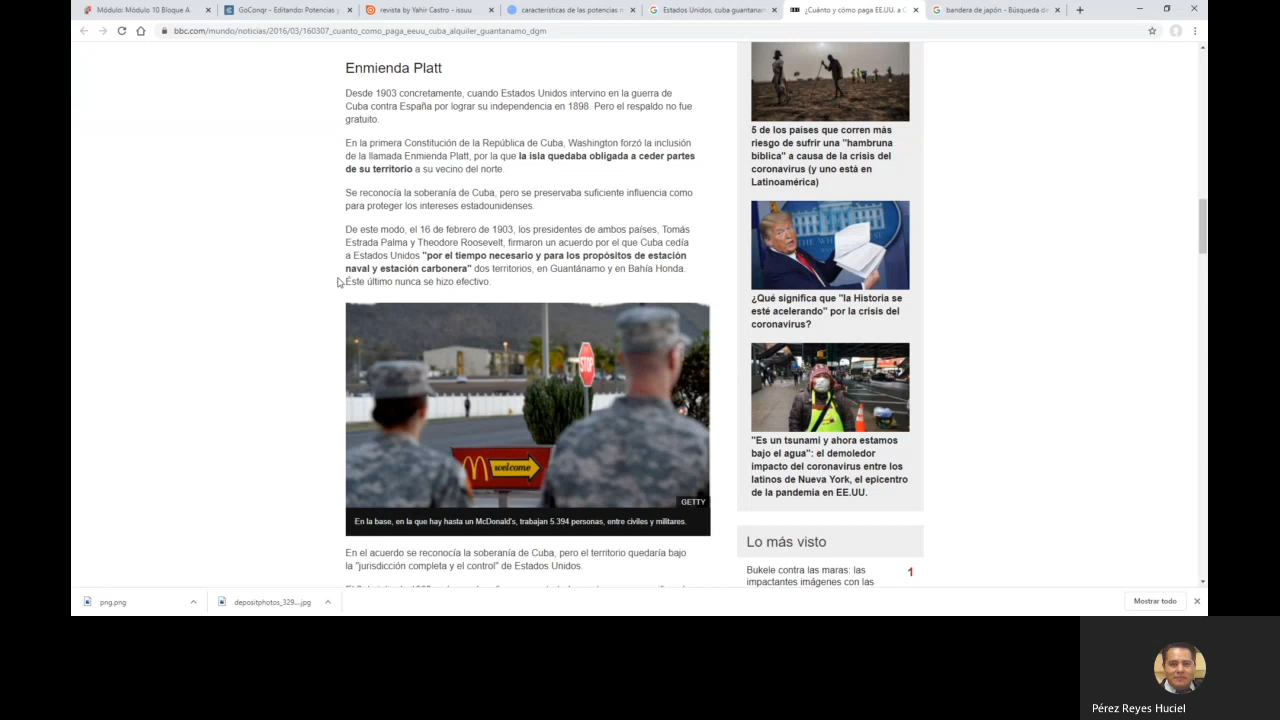 Módulo: Módulo 10 Bloque A
GoConqr - Editando: Potencias y
revista by Yahir Castro - issuu
características de las potencias m
Estados Unidos, cuba guantanam
¿Cuánto y cómo paga EE.UU. a C
bandera de japón - Búsqueda de
bbc.com/mundo/noticias/2016/03/160307_cuanto_como_paga_eeuu_cuba_alquiler_guantanamo_dgm
Enmienda Platt
Desde 1903 concretamente, cuando Estados Unidos intervino en la guerra de
Cuba contra España por lograr su independencia en 1898. Pero el respaldo no fue
gratuito.
En la primera Constitución de la República de Cuba, Washington forzó la inclusión
de la llamada Enmienda Platt, por la que la isla quedaba obligada a ceder partes
de su territorio a su vecino del norte.
Se reconocía la soberanía de Cuba, pero se preservaba suficiente influencia como
para proteger los intereses estadounidenses.
De este modo, el 16 de febrero de 1903, los presidentes de ambos países, Tomás
Estrada Palma y Theodore Roosevelt, firmaron un acuerdo por el que Cuba cedía
a Estados Unidos "por el tiempo necesario y para los propósitos de estación
naval y estación carbonera" dos territorios, en Guantánamo y en Bahía Honda.
Éste último nunca se hizo efectivo.
STOP
welcome
GETTY
En la base, en la que hay hasta un McDonald's, trabajan 5.394 personas, entre civiles y militares.
En el acuerdo se reconocía la soberanía de Cuba, pero el territorio quedaría bajo
la "jurisdicción completa y el control" de Estados Unidos.
5 de los países que corren más
riesgo de sufrir una "hambruna
bíblica" a causa de la crisis del
coronavirus (y uno está en
Latinoamérica)
THE WHITE HOUSE
¿Qué significa que "la Historia se
esté acelerando" por la crisis del
coronavirus?
"Es un tsunami y ahora estamos
bajo el agua": el demoledor
impacto del coronavirus entre los
latinos de Nueva York, el epicentro
de la pandemia en EE.UU.
Lo más visto
Bukele contra las maras: las
impactantes imágenes con las
1
png.png
depositphotos_329....jpg
Mostrar todo
Pérez Reyes Huciel